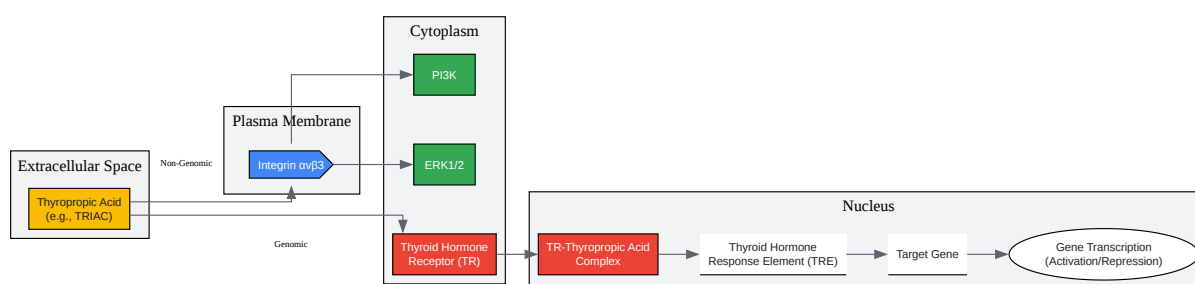 Cytoplasm
PI3K
Plasma Membrane
Integrin αvβ3
ERK1/2
Extracellular Space
Non-Genomic
Thyropropic Acid
(e.g., TRIAC)
Genomic
Thyroid Hormone
Receptor (TR)
Nucleus
TR-Thyropropic Acid
Complex
Thyroid Hormone
Response Element (TRE)
Target Gene
Gene Transcription
(Activation/Repression)